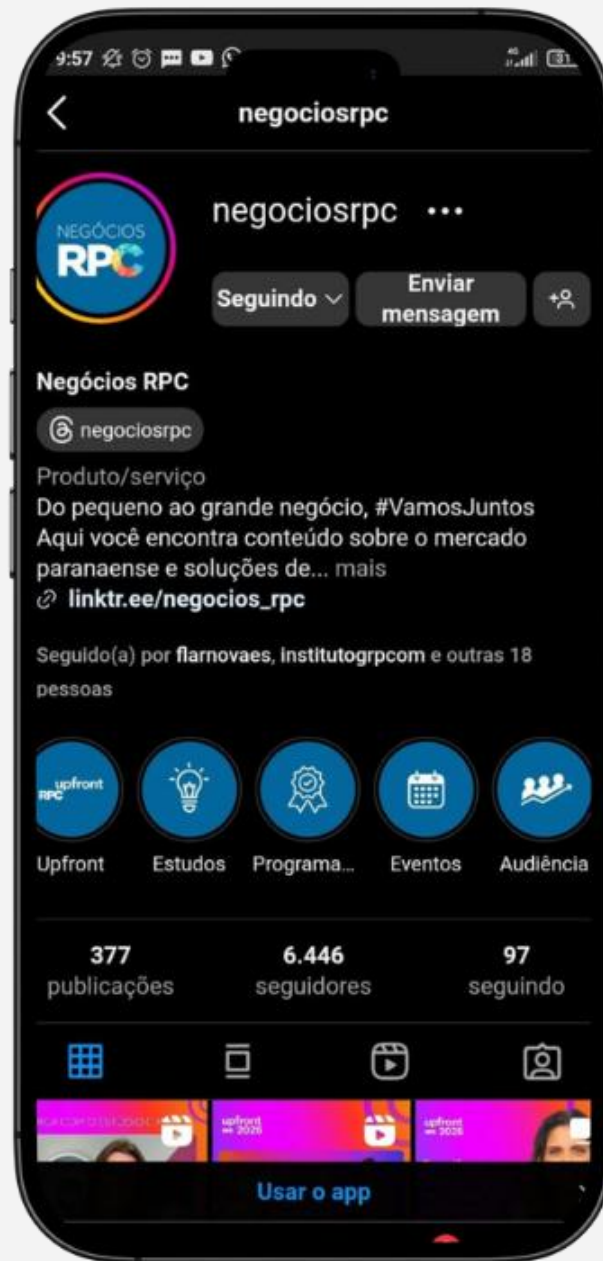 9:57
4G
31
negociosrpc
NEGÓCIOS
RPC
negociosrpc
Seguindo
Enviar
mensagem
Negócios RPC
negociosrpc
Produto/serviço
Do pequeno ao grande negócio, #VamosJuntos
Aqui você encontra conteúdo sobre o mercado
paranaense e soluções de... mais
linktr.ee/negocios_rpc
Seguido(a) por flarnovaes, institutogrpcom e outras 18
pessoas
upfront
RPC
Upfront Estudos Programa... Eventos Audiência
377 6.446 97
publicações seguidores seguindo
upfront
2026
upfront
2026
Usar o app